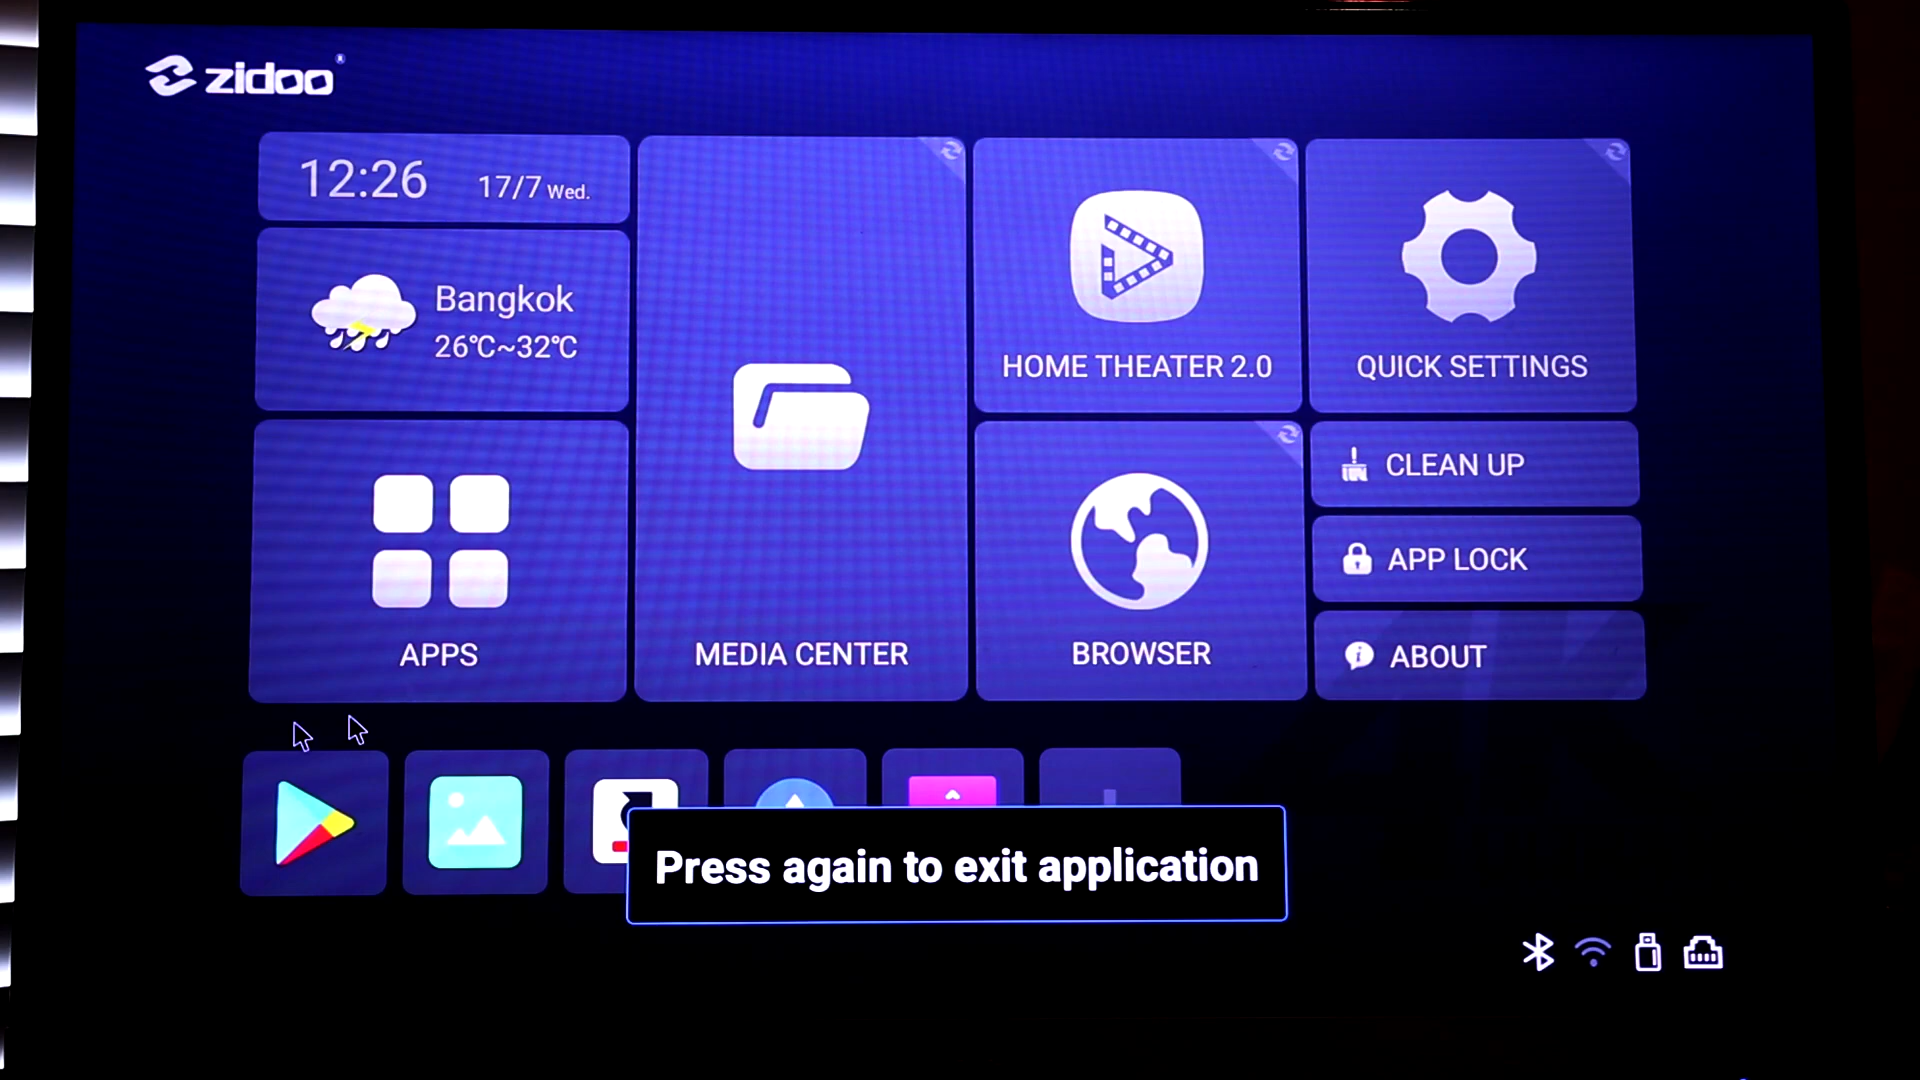 zidoo
12:26 17/7 Wed.
Bangkok
26℃~32℃
HOME THEATER 2.0
QUICK SETTINGS
CLEAN UP
APP LOCK
ABOUT
APPS
MEDIA CENTER
BROWSER
Press again to exit application